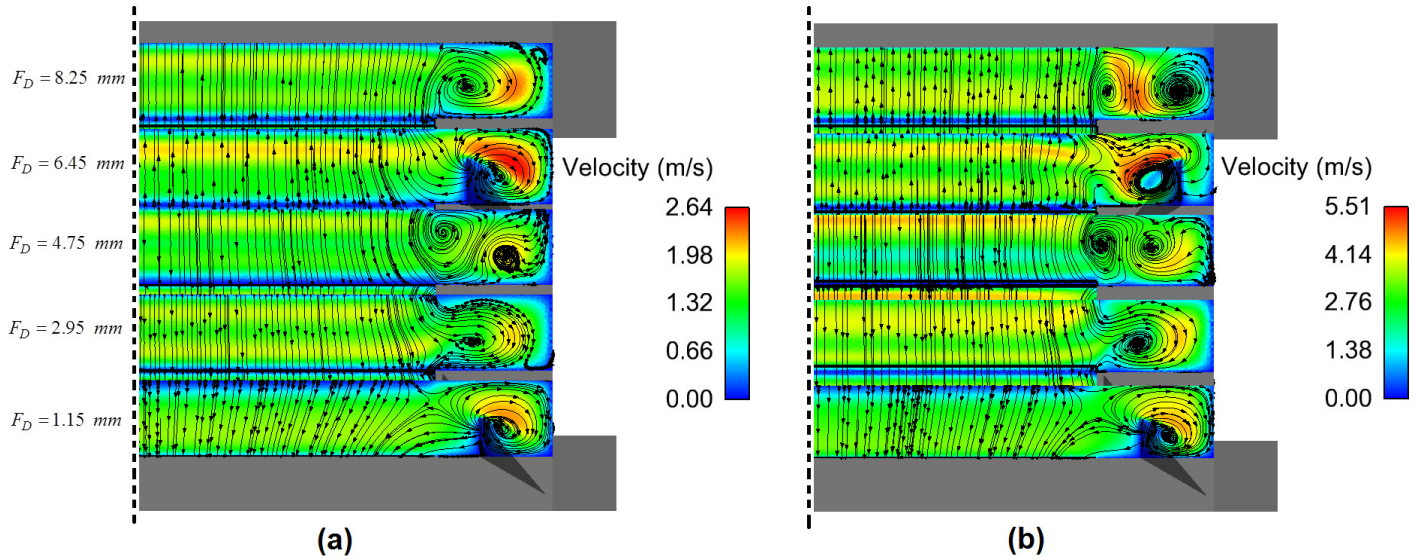 F_D = 8.25 mm
F_D = 6.45 mm
F_D = 4.75 mm
F_D = 2.95 mm
F_D = 1.15 mm
Velocity (m/s)
2.64
1.98
1.32
0.66
0.00
(a)
Velocity (m/s)
5.51
4.14
2.76
1.38
0.00
(b)